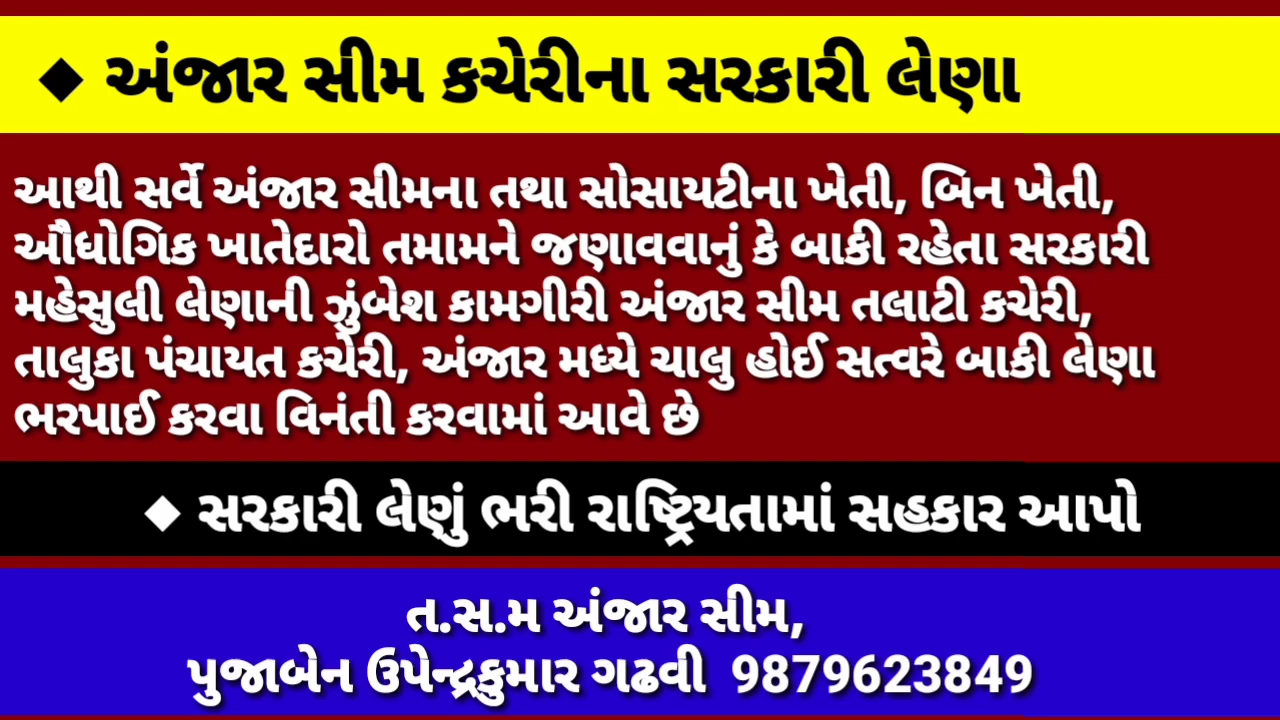 ◆ અંજાર સીમ કચેરીના સરકારી લેણા
આથી સર્વે અંજાર સીમના તથા સોસાયટીના ખેતી, બિન ખેતી,
ઔધોગિક ખાતેદારો તમામને જણાવવાનું કે બાકી રહેતા સરકારી
મહેસુલી લેણાની ઝુંબેશ કામગીરી અંજાર સીમ તલાટી કચેરી,
તાલુકા પંચાયત કચેરી, અંજાર મધ્યે ચાલુ હોઈ સત્વરે બાકી લેણા
ભરપાઈ કરવા વિનંતી કરવામાં આવે છે
◆ સરકારી લેણું ભરી રાષ્ટ્રિયતામાં સહકાર આપો
ત.સ.મ અંજાર સીમ,
પુજાબેન ઉપેન્દ્રકુમાર ગઢવી 9879623849